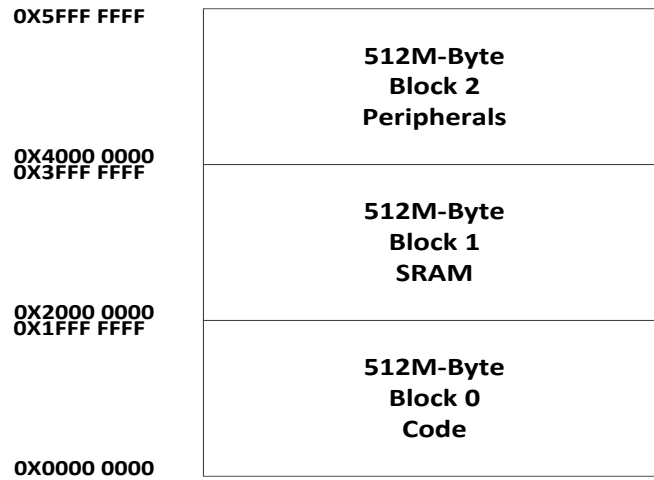 0X5FFF FFFF
512M-Byte
Block 2
Peripherals
0X4000 0000
0X3FFF FFFF
512M-Byte
Block 1
SRAM
0X2000 0000
0X1FFF FFFF
512M-Byte
Block 0
Code
0X0000 0000